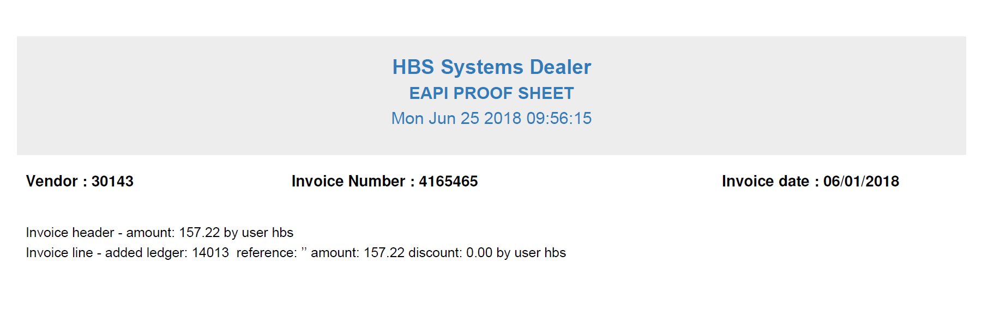 HBS Systems Dealer
EAPI PROOF SHEET
Mon Jun 25 2018 09:56:15
Vendor : 30143 Invoice Number : 4165465 Invoice date : 06/01/2018
Invoice header - amount: 157.22 by user hbs
Invoice line - added ledger: 14013  reference: ’’ amount: 157.22 discount: 0.00 by user hbs